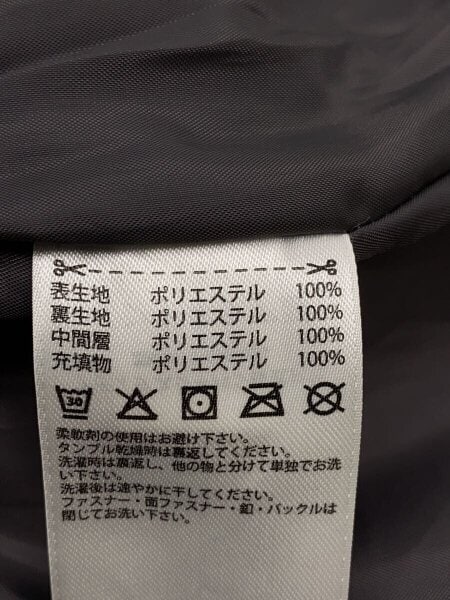 表生地 ポリエステル 100%
裏生地 ポリエステル 100%
中間層 ポリエステル 100%
充填物 ポリエステル 100%
30
柔軟剤の使用はお避け下さい。
タンブル乾燥時は裏返してください。
洗濯時は裏返し、他の物と分けて単独でお洗
い下さい。
洗濯後は速やかに干してください。
ファスナー・面ファスナー・釦・バックルは
閉じてお洗い下さい。